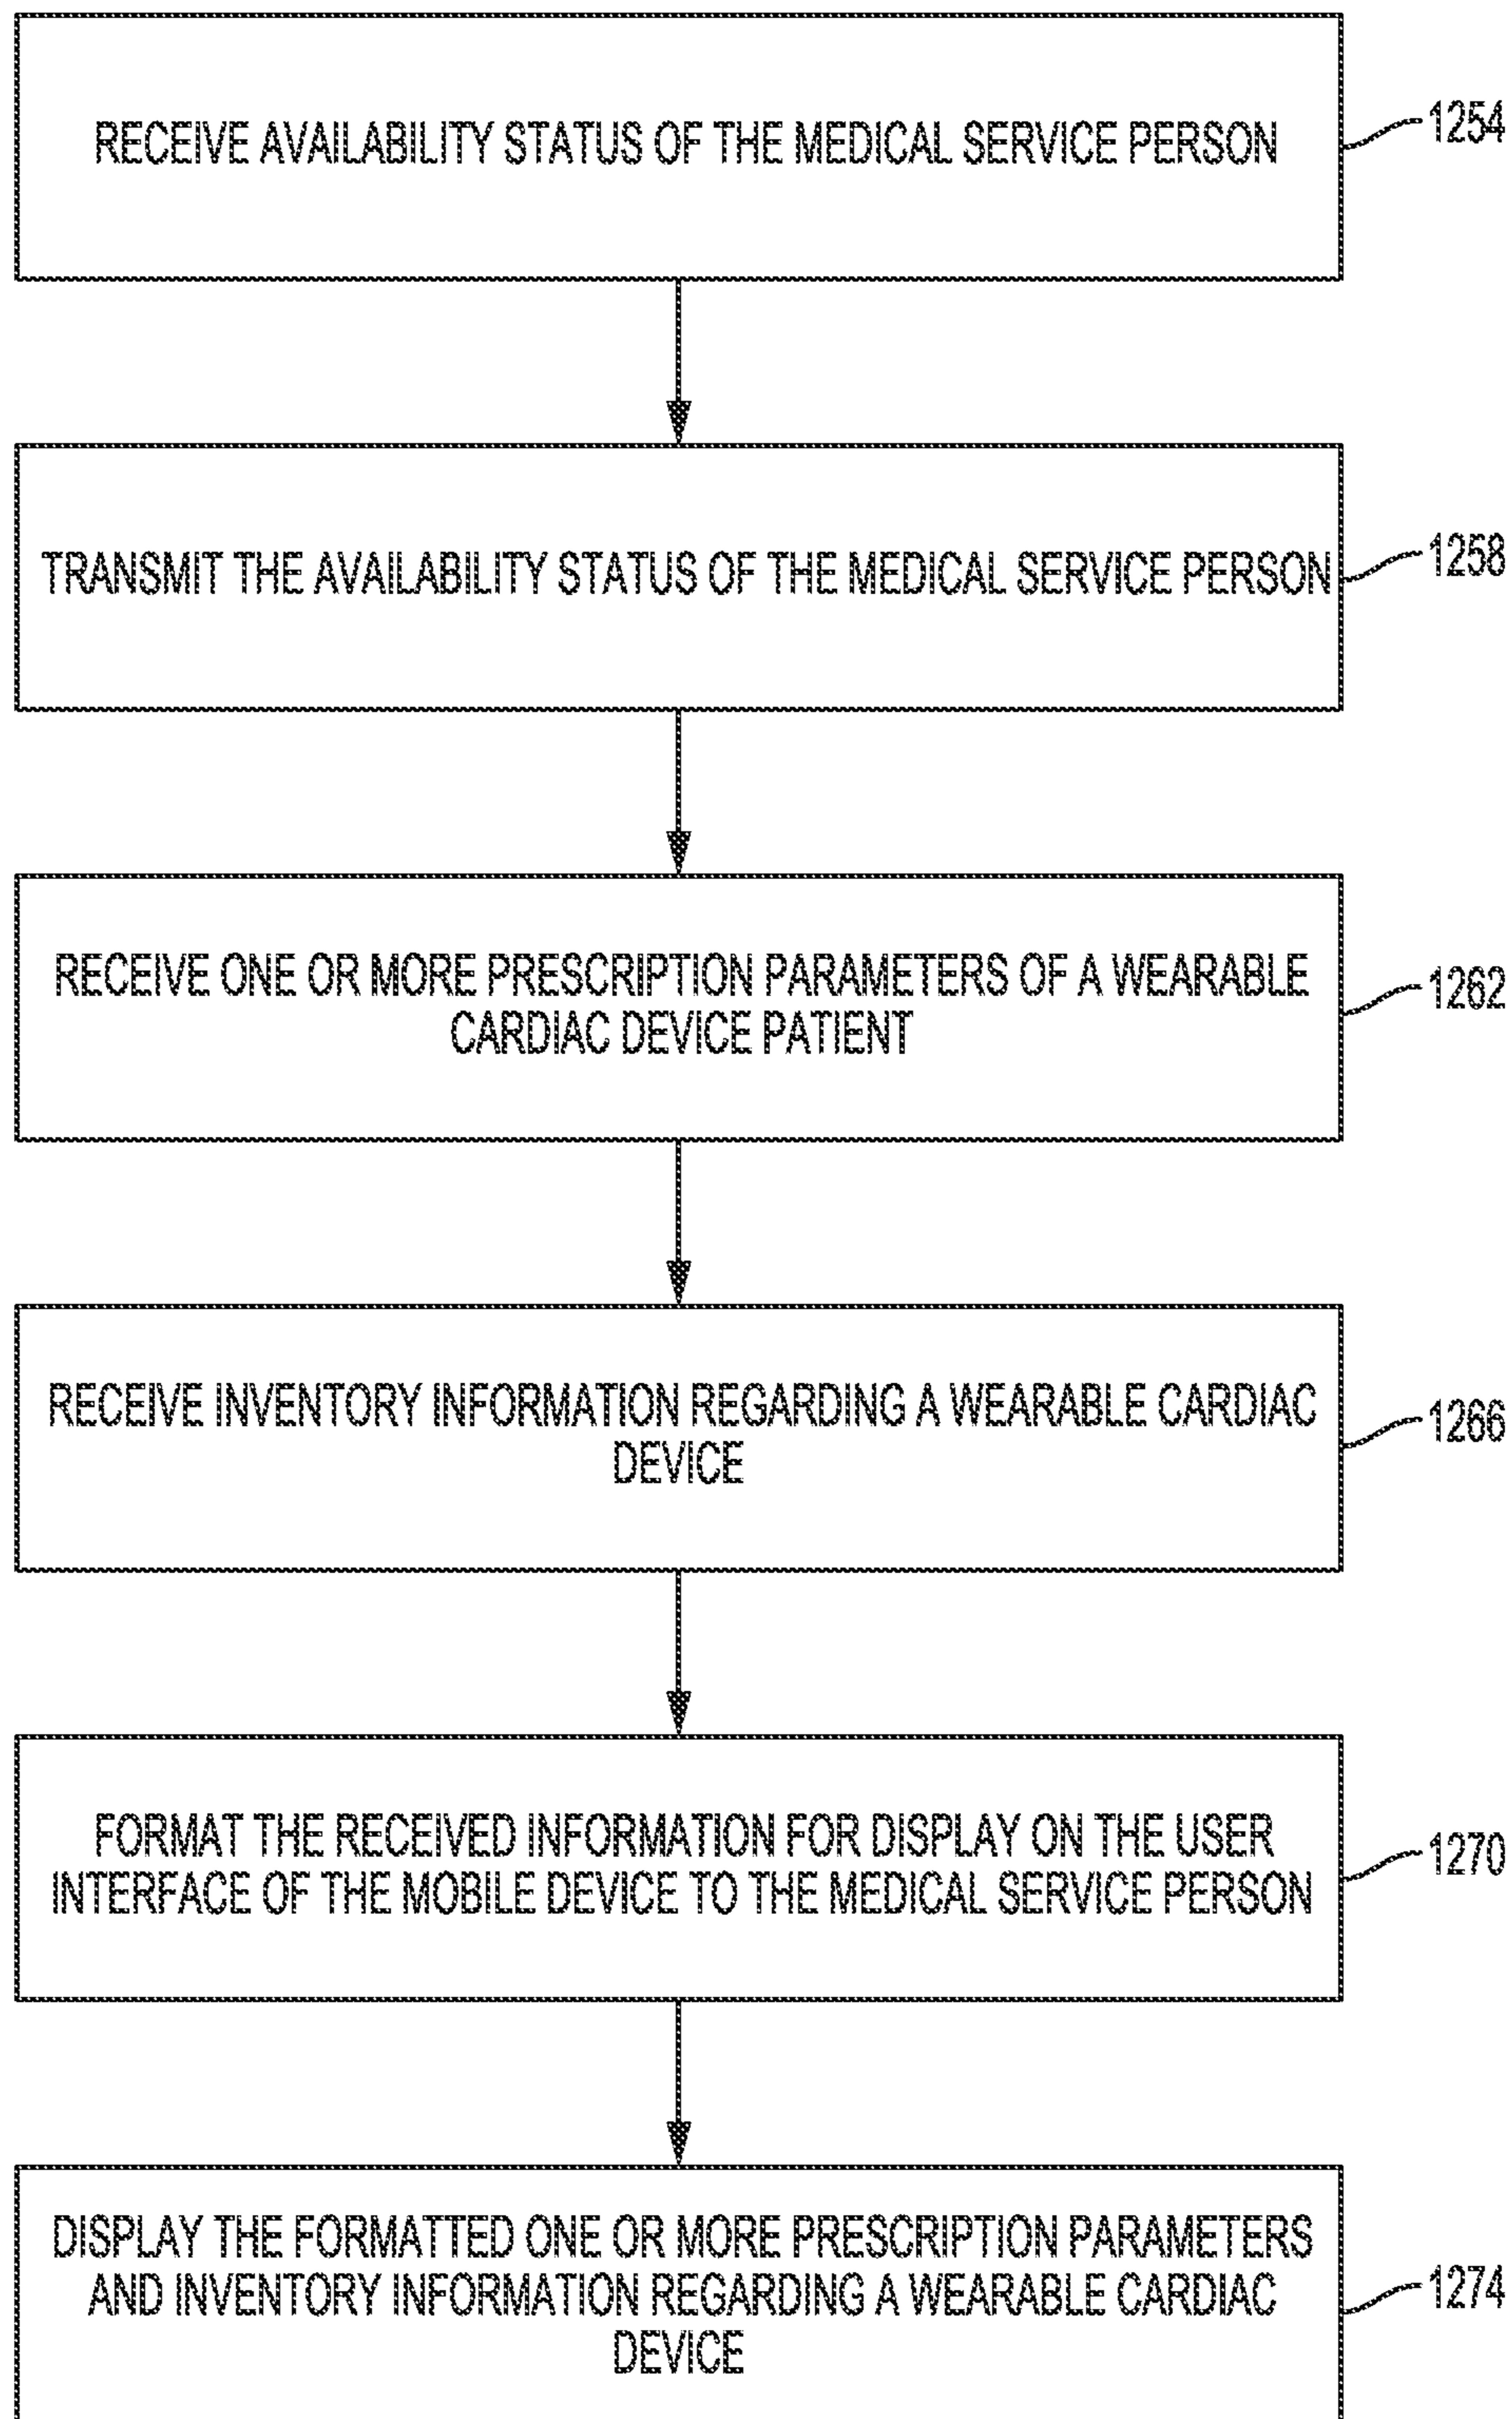 RECEIVE AVAILABILITY STATUS OF THE MEDICAL SERVICE PERSON
1254
TRANSMIT THE AVAILABILITY STATUS OF THE MEDICAL SERVICE PERSON
1258
RECEIVE ONE OR MORE PRESCRIPTION PARAMETERS OF A WEARABLE
CARDIAC DEVICE PATIENT
1262
RECEIVE INVENTORY INFORMATION REGARDING A WEARABLE CARDIAC
DEVICE
1266
FORMAT THE RECEIVED INFORMATION FOR DISPLAY ON THE USER
INTERFACE OF THE MOBILE DEVICE TO THE MEDICAL SERVICE PERSON
1270
DISPLAY THE FORMATTED ONE OR MORE PRESCRIPTION PARAMETERS
AND INVENTORY INFORMATION REGARDING A WEARABLE CARDIAC
DEVICE
1274